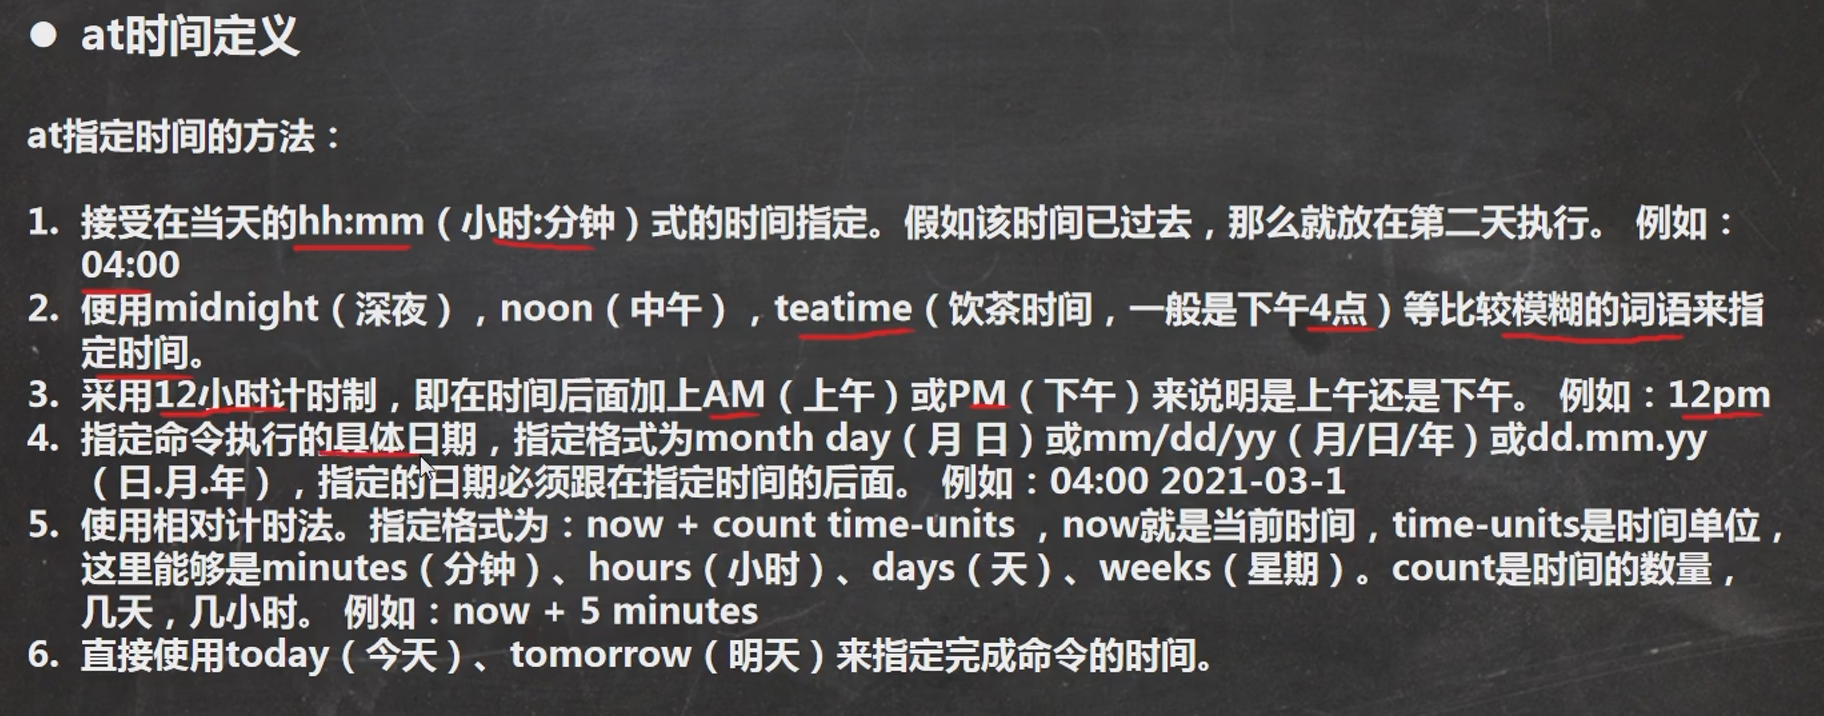 ● at时间定义
at指定时间的方法：
1. 接受在当天的hh:mm（小时:分钟）式的时间指定。假如该时间已过去，那么就放在第二天执行。 例如：
04:00
2. 使用midnight（深夜），noon（中午），teatime（饮茶时间，一般是下午4点）等比较模糊的词语来指
定时间。
3. 采用12小时计时制，即在时间后面加上AM（上午）或PM（下午）来说明是上午还是下午。 例如：12pm
4. 指定命令执行的具体日期，指定格式为month day（月 日）或mm/dd/yy（月/日/年）或dd.mm.yy
（日.月.年），指定的日期必须跟在指定时间的后面。 例如：04:00 2021-03-1
5. 使用相对计时法。指定格式为：now + count time-units ，now就是当前时间，time-units是时间单位，
这里能够是minutes（分钟）、hours（小时）、days（天）、weeks（星期）。count是时间的数量，
几天，几小时。 例如：now + 5 minutes
6. 直接使用today（今天）、tomorrow（明天）来指定完成命令的时间。